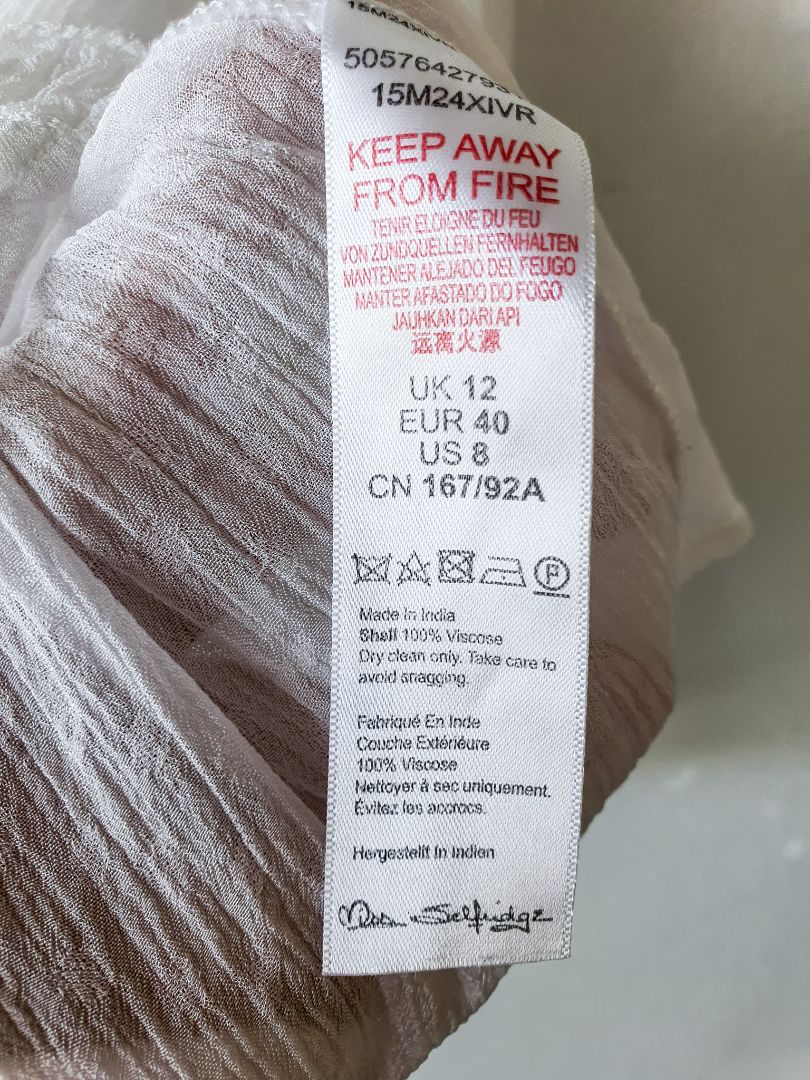 15M24XIVR
5057642793
15M24XIVR
KEEP AWAY
FROM FIRE
TENIR ELOIGNE DU FEU
VON ZUNDQUELLEN FERNHALTEN
MANTENER ALEJADO DEL FEUGO
MANTER AFASTADO DO FOGO
JAUHKAN DARI API
远离火源
UK 12
EUR 40
US 8
CN 167/92A
P
Made In India
Shell 100% Viscose
Dry clean only. Take care to
avoid snagging.
Fabriqué En Inde
Couche Extériéure
100% Viscose
Nettoyer à sec uniquement.
Évitez les accrocs.
Hergestellt In Indien
Miss Selfridge